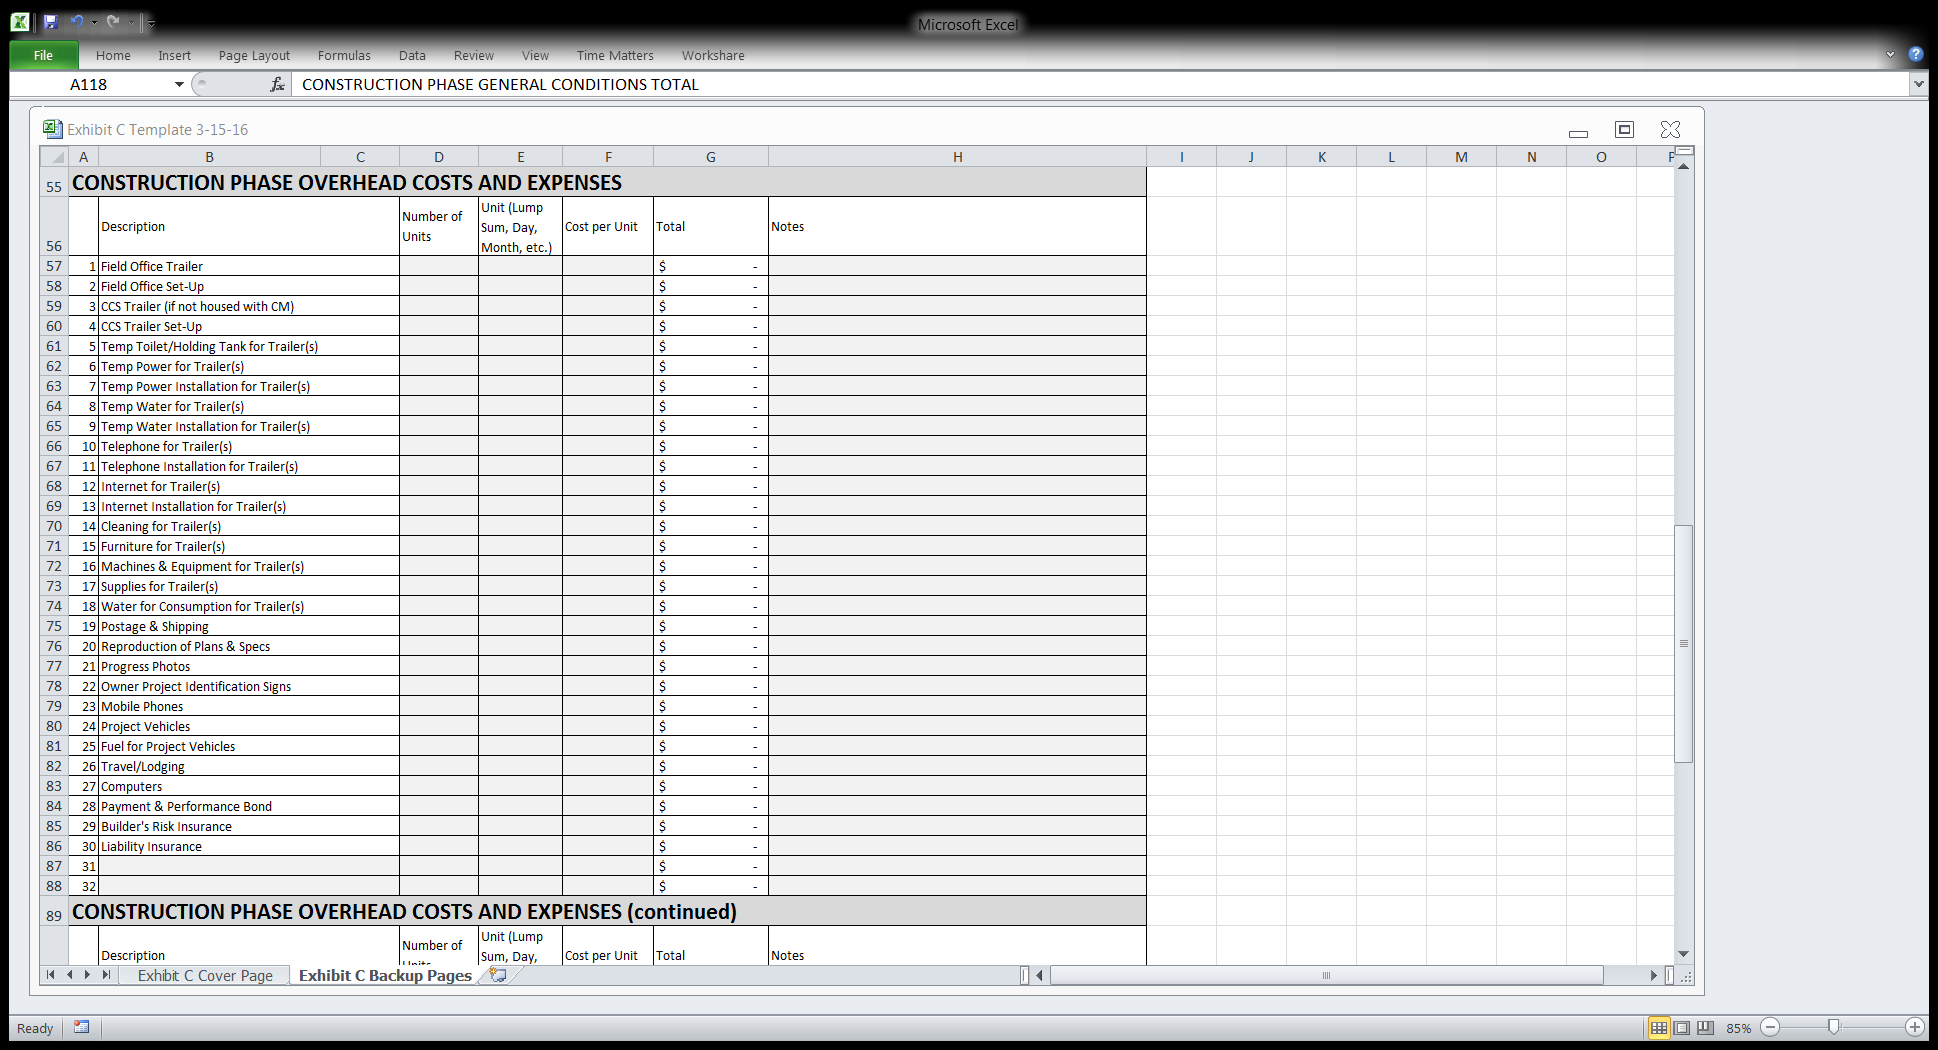 Microsoft Excel
File Home Insert Page Layout Formulas Data Review View Time Matters Workshare
A118 fx CONSTRUCTION PHASE GENERAL CONDITIONS TOTAL
Exhibit C Template 3-15-16
A B C D E F G H I J K L M N O P
55 CONSTRUCTION PHASE OVERHEAD COSTS AND EXPENSES
56 Description Number of Units Unit (Lump Sum, Day, Month, etc.) Cost per Unit Total Notes
57 1 Field Office Trailer $ -
58 2 Field Office Set-Up $ -
59 3 CCS Trailer (if not housed with CM) $ -
60 4 CCS Trailer Set-Up $ -
61 5 Temp Toilet/Holding Tank for Trailer(s) $ -
62 6 Temp Power for Trailer(s) $ -
63 7 Temp Power Installation for Trailer(s) $ -
64 8 Temp Water for Trailer(s) $ -
65 9 Temp Water Installation for Trailer(s) $ -
66 10 Telephone for Trailer(s) $ -
67 11 Telephone Installation for Trailer(s) $ -
68 12 Internet for Trailer(s) $ -
69 13 Internet Installation for Trailer(s) $ -
70 14 Cleaning for Trailer(s) $ -
71 15 Furniture for Trailer(s) $ -
72 16 Machines & Equipment for Trailer(s) $ -
73 17 Supplies for Trailer(s) $ -
74 18 Water for Consumption for Trailer(s) $ -
75 19 Postage & Shipping $ -
76 20 Reproduction of Plans & Specs $ -
77 21 Progress Photos $ -
78 22 Owner Project Identification Signs $ -
79 23 Mobile Phones $ -
80 24 Project Vehicles $ -
81 25 Fuel for Project Vehicles $ -
82 26 Travel/Lodging $ -
83 27 Computers $ -
84 28 Payment & Performance Bond $ -
85 29 Builder's Risk Insurance $ -
86 30 Liability Insurance $ -
87 31 $ -
88 32 $ -
89 CONSTRUCTION PHASE OVERHEAD COSTS AND EXPENSES (continued)
Description Number of Units Unit (Lump Sum, Day, Cost per Unit Total Notes
Exhibit C Cover Page Exhibit C Backup Pages
Ready 85%